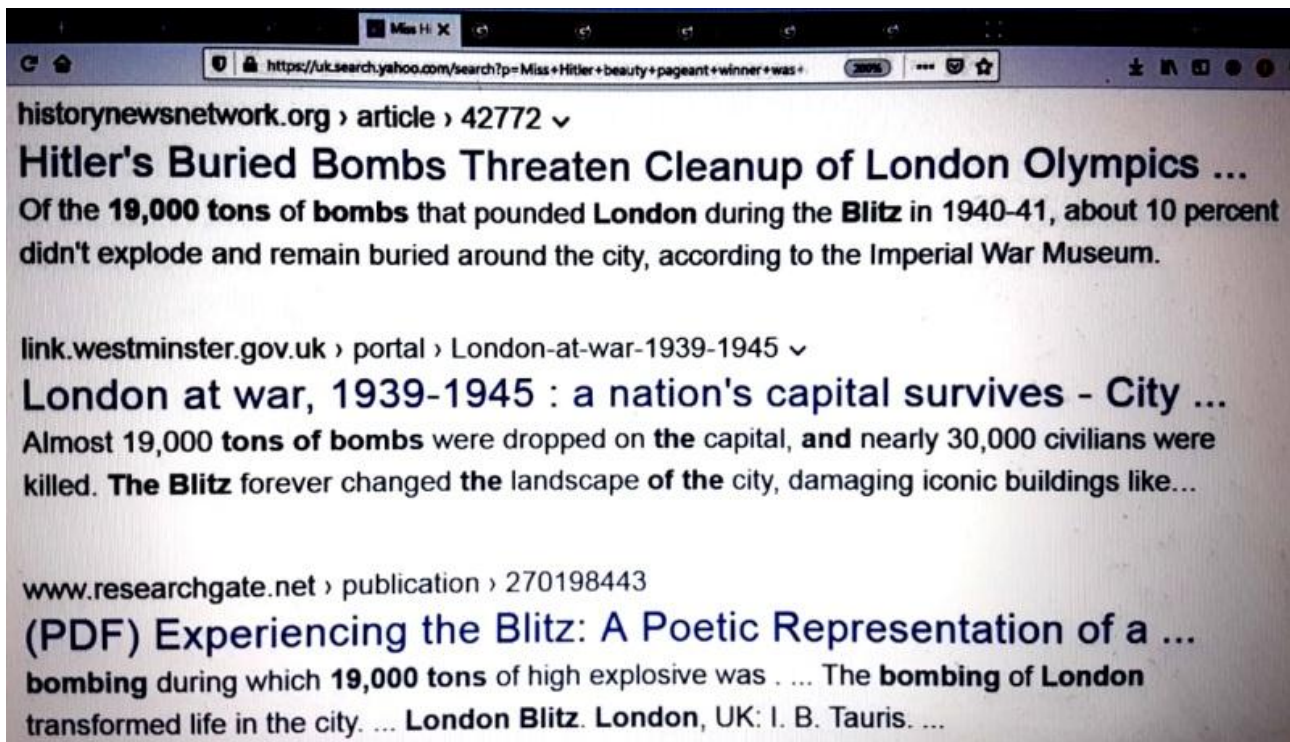 Miss Hi
https://uk.search.yahoo.com/search?p=Miss+Hitler+beauty+pageant+winner+was+
200%
historynewsnetwork.org › article › 42772
Hitler's Buried Bombs Threaten Cleanup of London Olympics ...
Of the 19,000 tons of bombs that pounded London during the Blitz in 1940-41, about 10 percent
didn't explode and remain buried around the city, according to the Imperial War Museum.
link.westminster.gov.uk › portal › London-at-war-1939-1945
London at war, 1939-1945 : a nation's capital survives - City ...
Almost 19,000 tons of bombs were dropped on the capital, and nearly 30,000 civilians were
killed. The Blitz forever changed the landscape of the city, damaging iconic buildings like...
www.researchgate.net › publication › 270198443
(PDF) Experiencing the Blitz: A Poetic Representation of a ...
bombing during which 19,000 tons of high explosive was . ... The bombing of London
transformed life in the city. ... London Blitz. London, UK: I. B. Tauris. ...